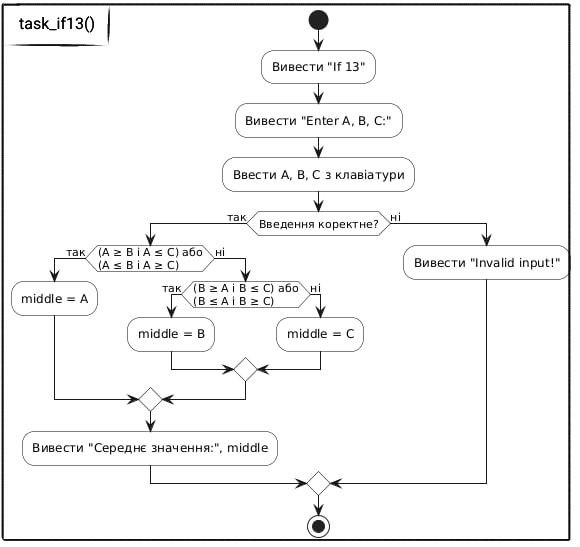 task_if13()
Вивести "If 13"
Вивести "Enter A, B, C:"
Ввести A, B, C з клавіатури
так
Введення коректне?
ні
так
(A ≥ B і A ≤ C) або
(A ≤ B і A ≥ C)
ні
Вивести "Invalid input!"
middle = A
так
(B ≥ A і B ≤ C) або
(B ≤ A і B ≥ C)
ні
middle = B
middle = C
Вивести "Середнє значення:", middle